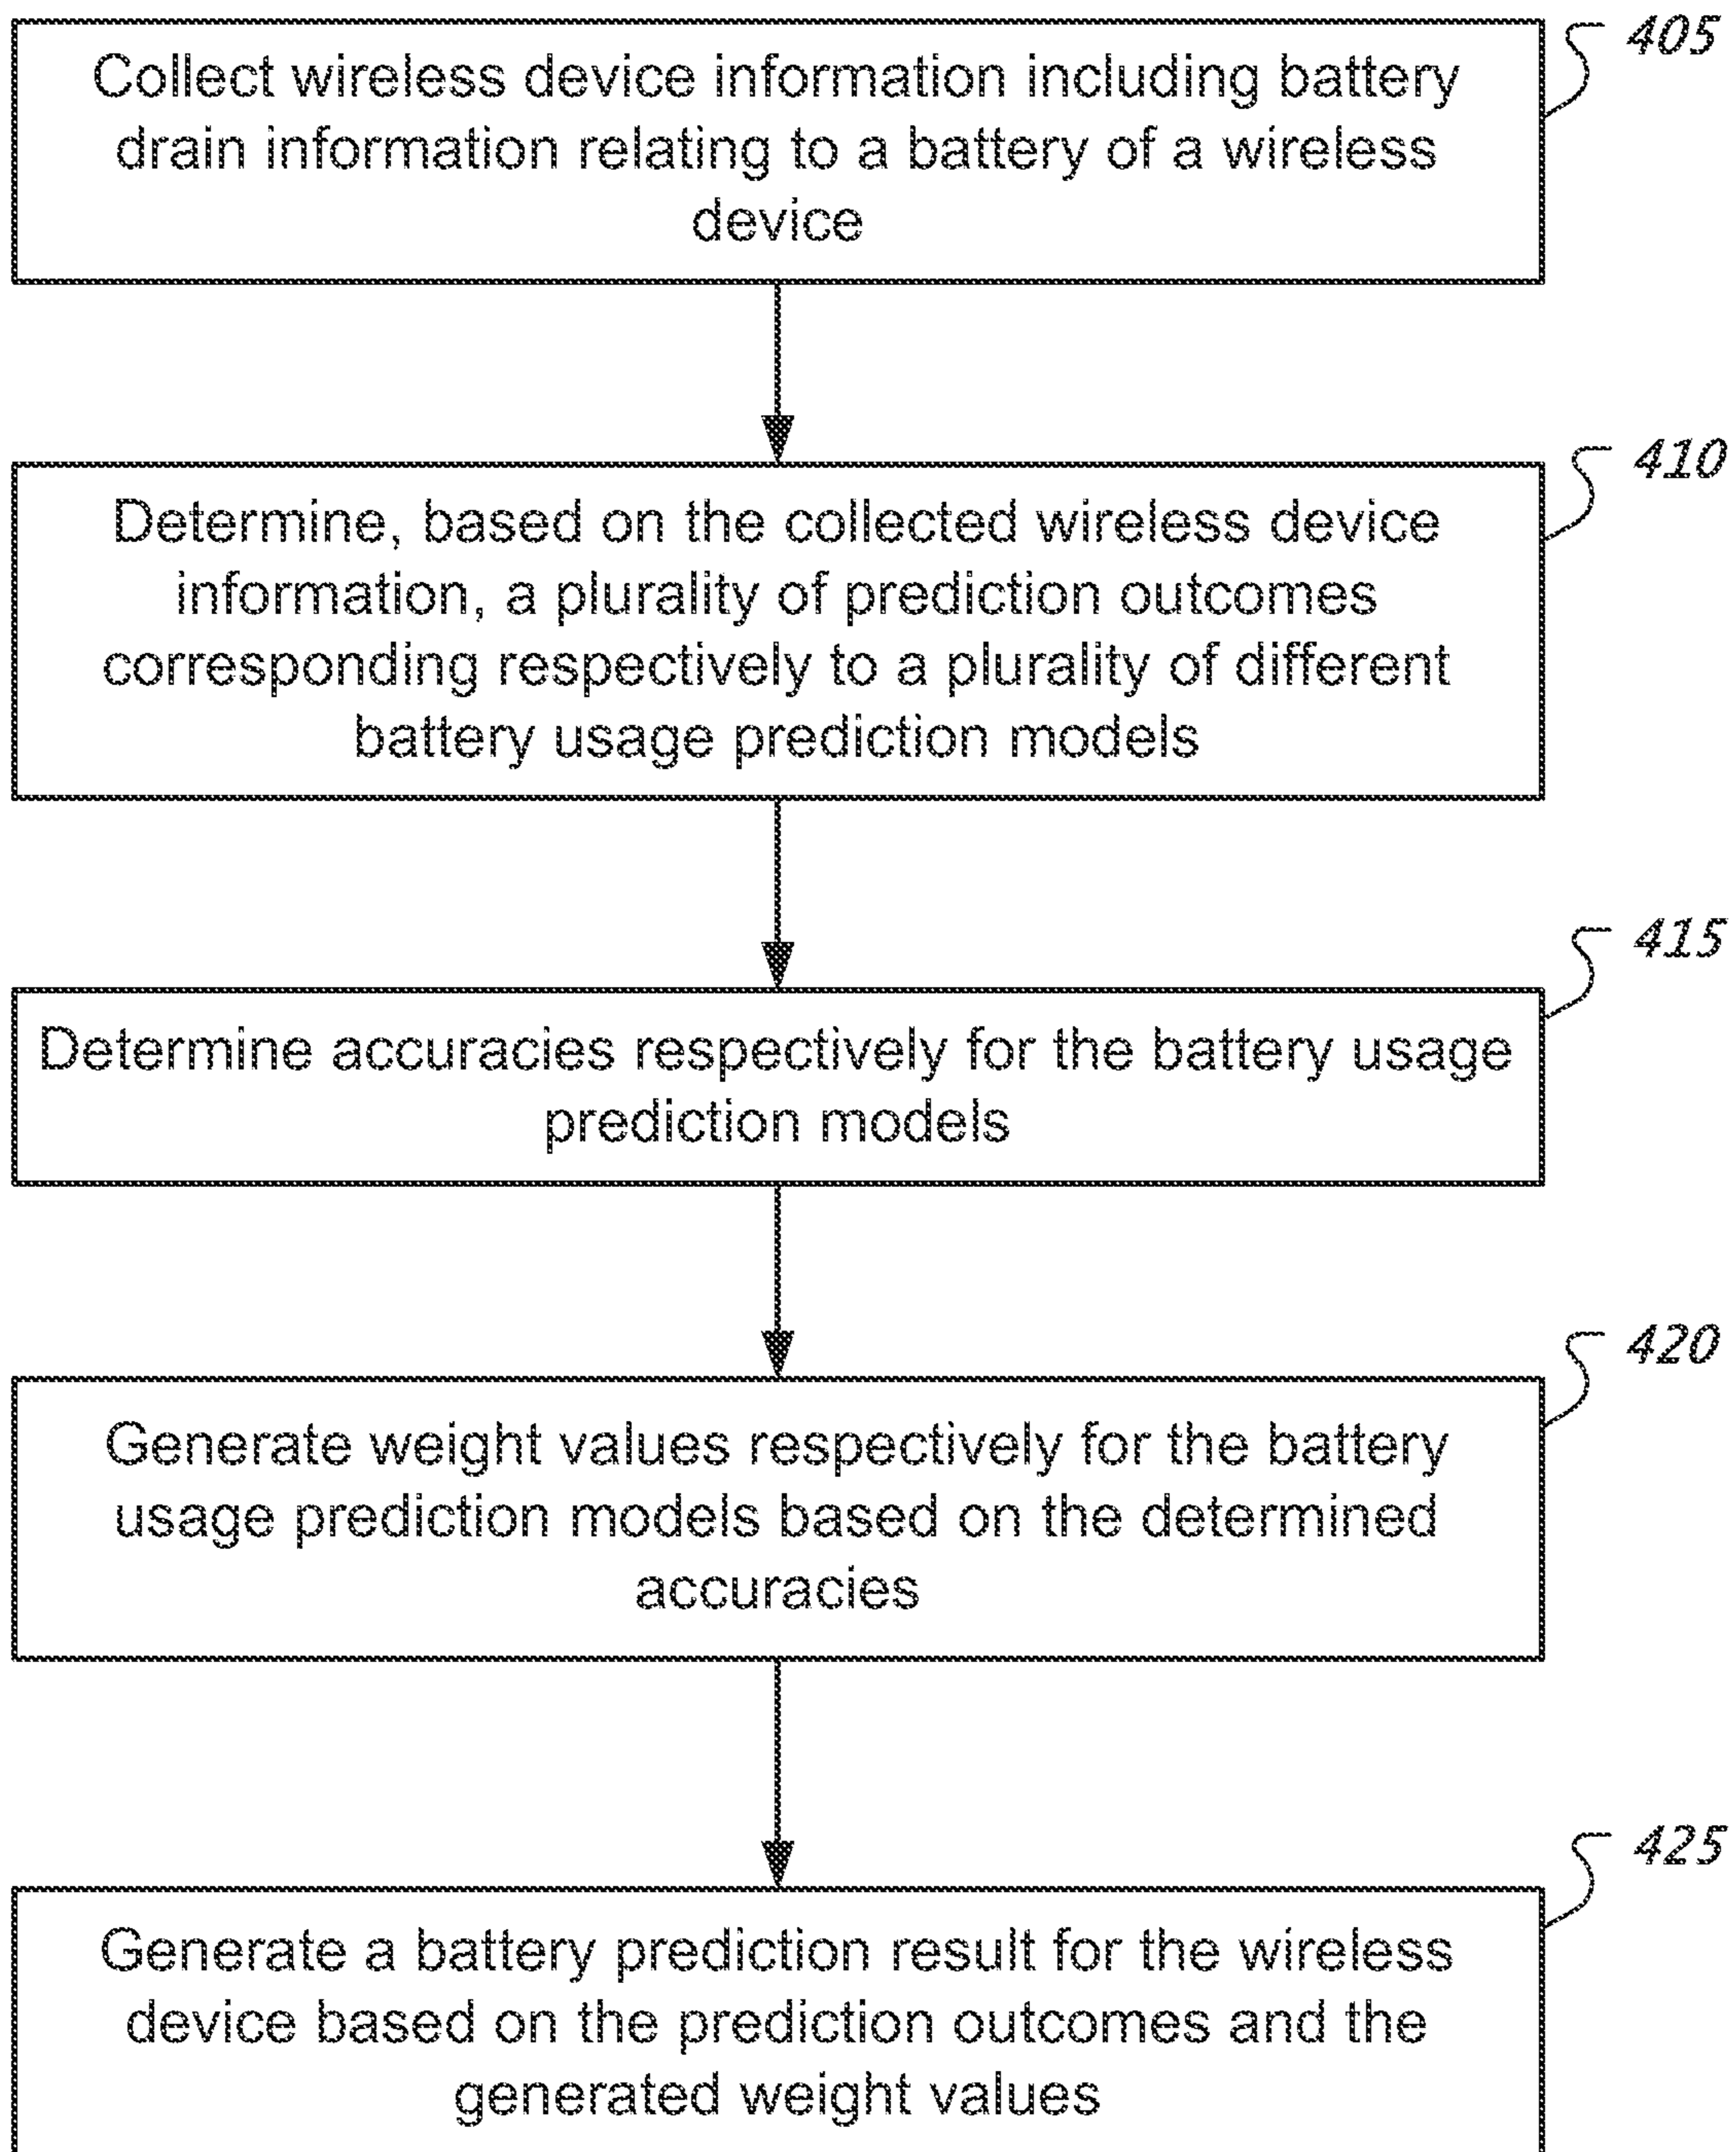 405
Collect wireless device information including battery
drain information relating to a battery of a wireless
device
410
Determine, based on the collected wireless device
information, a plurality of prediction outcomes
corresponding respectively to a plurality of different
battery usage prediction models
415
Determine accuracies respectively for the battery usage
prediction models
420
Generate weight values respectively for the battery
usage prediction models based on the determined
accuracies
425
Generate a battery prediction result for the wireless
device based on the prediction outcomes and the
generated weight values